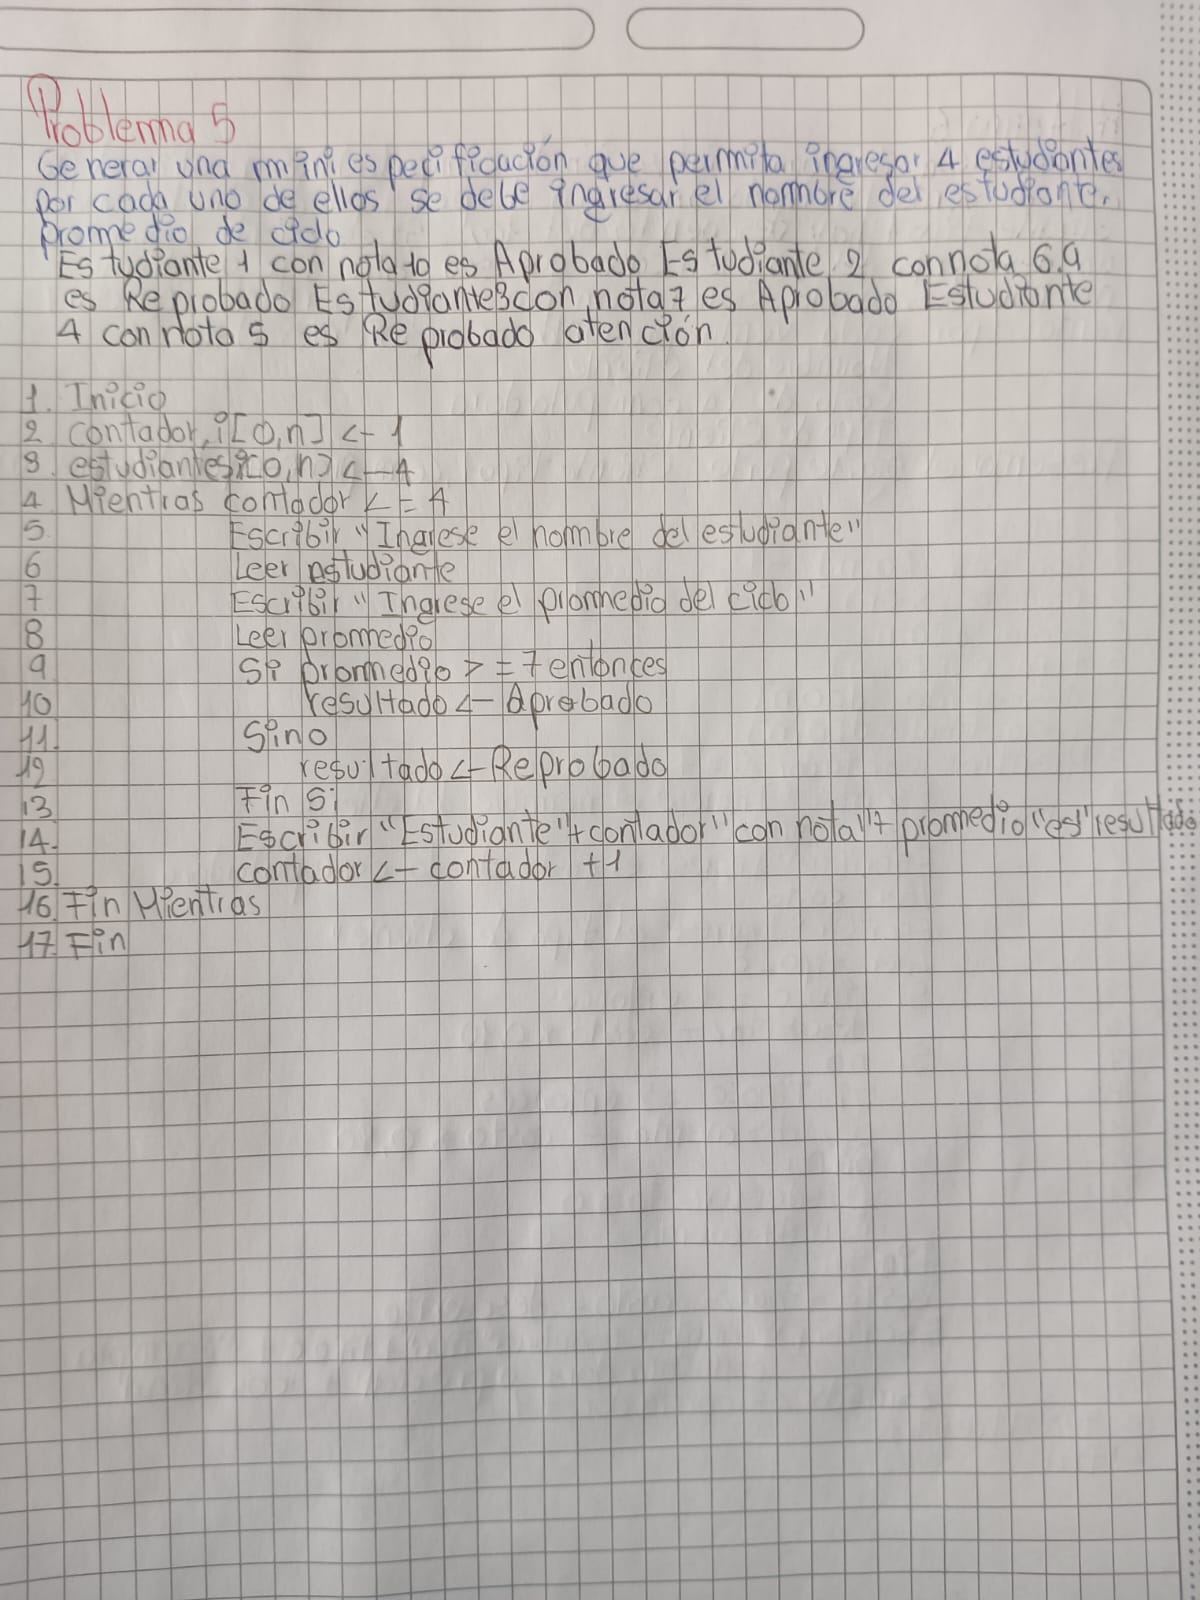 Problema 5
Generar una mini especificación que permita ingresar 4 estudiantes
por cada uno de ellos se debe ingresar el nombre del estudiante,
promedio de ciclo
Estudiante 1 con nota 10 es Aprobado Estudiante 2 con nota 6.9
es Reprobado Estudiante 3 con nota 7 es Aprobado Estudiante
4 con nota 5 es Reprobado atención
1. Inicio
2 contador, i[0,n] <- 1
3. estudiantes i[0,n] <- 4
4 Mientras contador <= 4
5 Escribir "Ingrese el nombre del estudiante"
6 Leer estudiante
7 Escribir "Ingrese el promedio del ciclo"
8 Leer promedio
9 Si promedio >= 7 entonces
10 resultado <- Aprobado
11. Sino
12 resultado <- Reprobado
13 Fin Si
14. Escribir "Estudiante" + contador "con nota" + promedio "es" resultado
15. contador <- contador +1
16. Fin Mientras
17. Fin